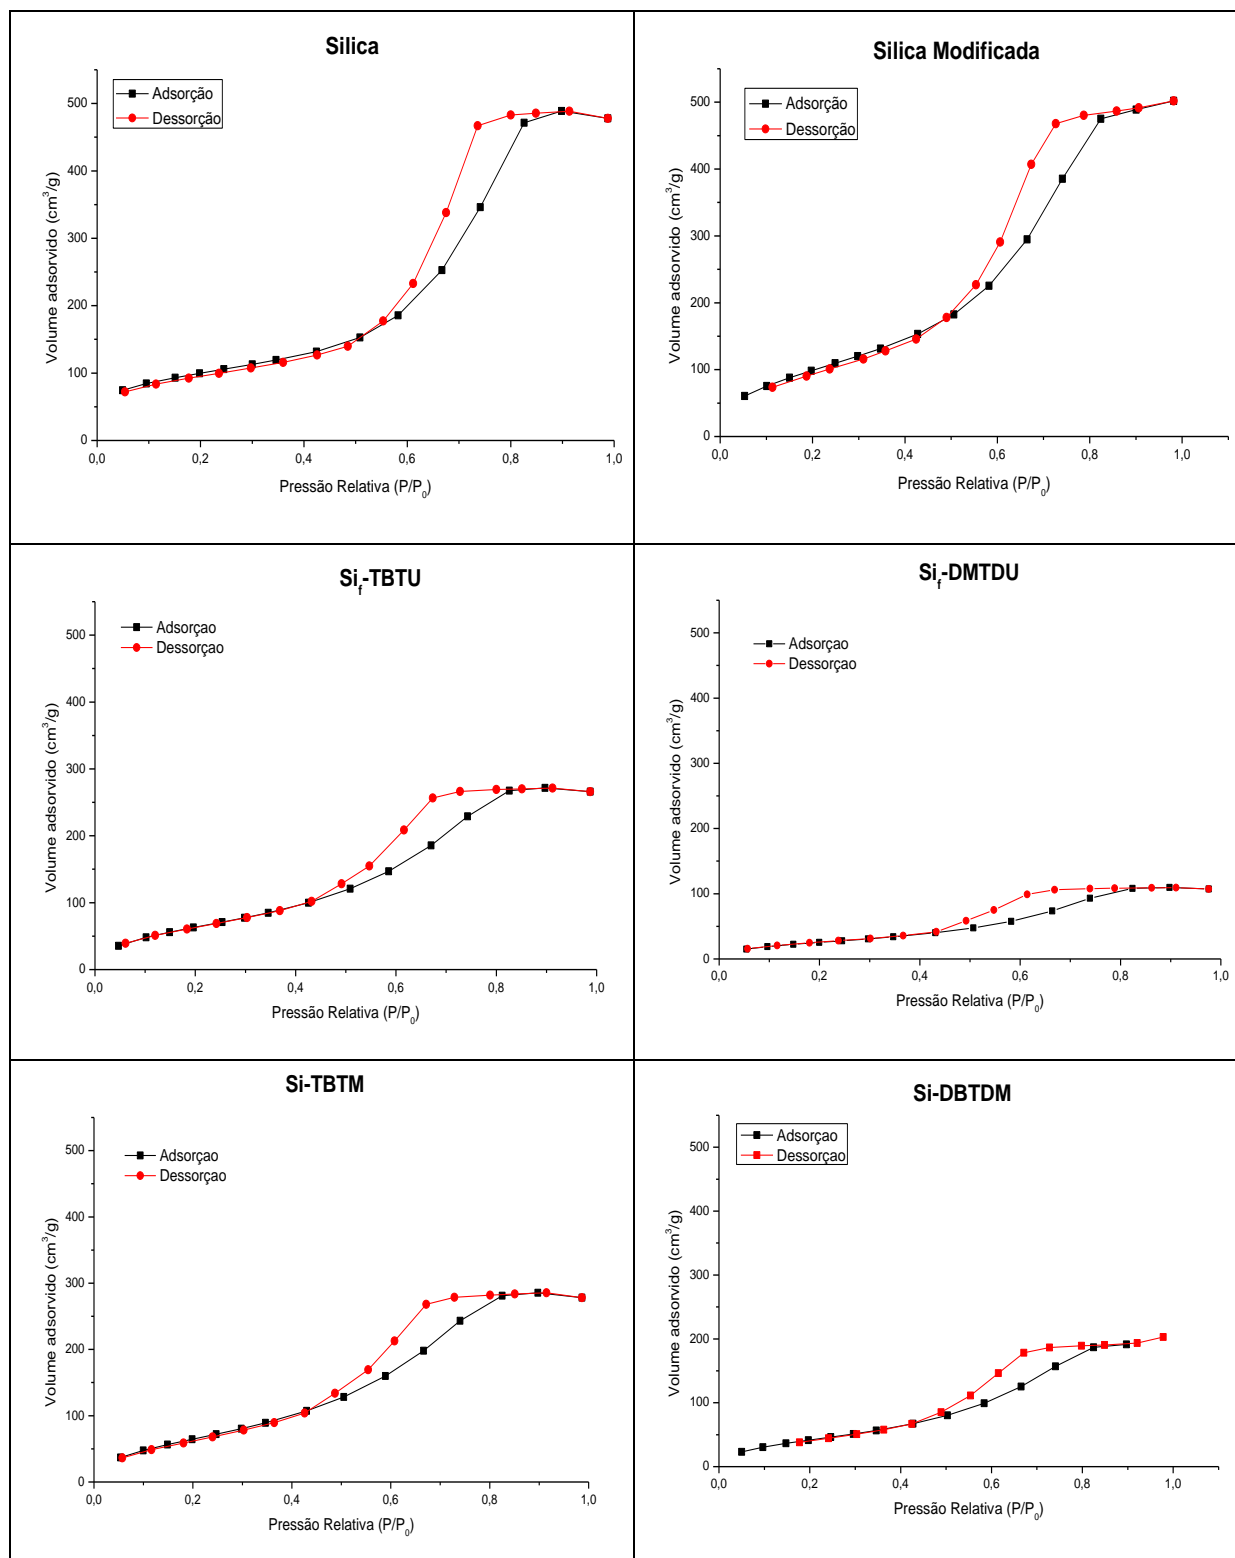 Silica
Adsorção
Dessorção
Volume adsorvido (cm³/g)
500
400
300
200
100
0
0,0 0,2 0,4 0,6 0,8 1,0
Pressão Relativa (P/P₀)
Silica Modificada
Adsorção
Dessorção
Volume adsorvido (cm³/g)
500
400
300
200
100
0
0,0 0,2 0,4 0,6 0,8 1,0
Pressão Relativa (P/P₀)
Si_f-TBTU
Adsorçao
Dessorçao
Volume adsorvido (cm³/g)
500
400
300
200
100
0
0,0 0,2 0,4 0,6 0,8 1,0
Pressão Relativa (P/P₀)
Si_f-DMTDU
Adsorçao
Dessorçao
Volume adsorvido (cm³/g)
500
400
300
200
100
0
0,0 0,2 0,4 0,6 0,8 1,0
Pressão Relativa (P/P₀)
Si-TBTM
Adsorçao
Dessorçao
Volume adsorvido (cm³/g)
500
400
300
200
100
0
0,0 0,2 0,4 0,6 0,8 1,0
Pressão Relativa (P/P₀)
Si-DBTDM
Adsorçao
Dessorçao
Volume adsorvido (cm³/g)
500
400
300
200
100
0
0,0 0,2 0,4 0,6 0,8 1,0
Pressão Relativa (P/P₀)